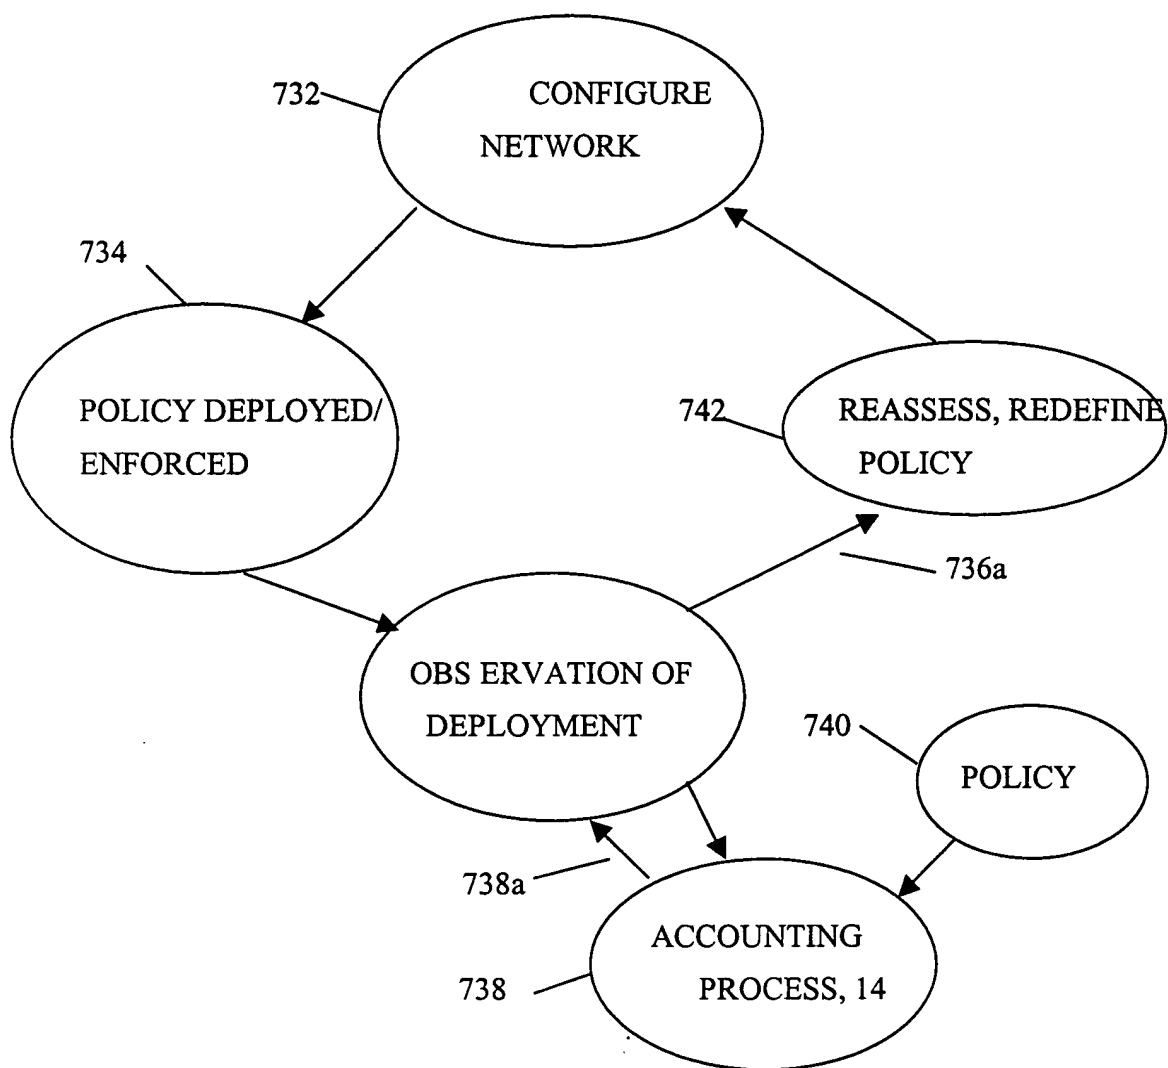 732
CONFIGURE
NETWORK
734
POLICY DEPLOYED/
ENFORCED
742
REASSESS, REDEFINE
POLICY
736a
OBS ERVATION OF
DEPLOYMENT
740
POLICY
738a
ACCOUNTING
PROCESS, 14
738